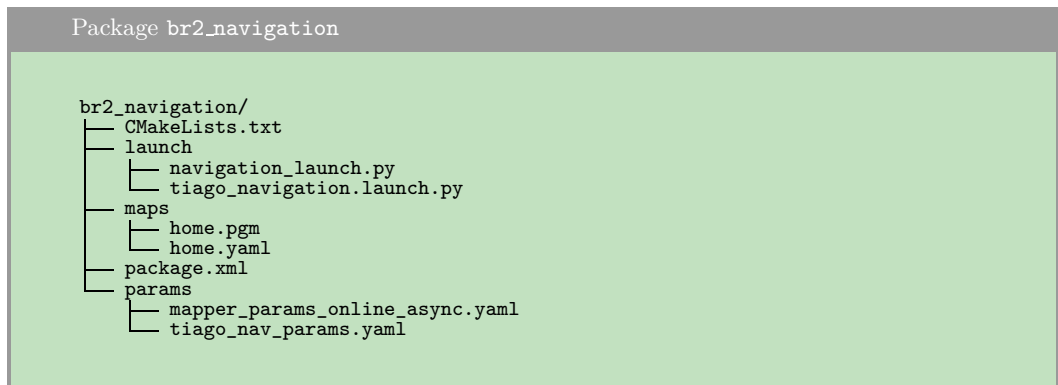 Package br2_navigation
br2_navigation/
CMakeLists.txt
launch
navigation_launch.py
tiago_navigation.launch.py
maps
home.pgm
home.yaml
package.xml
params
mapper_params_online_async.yaml
tiago_nav_params.yaml